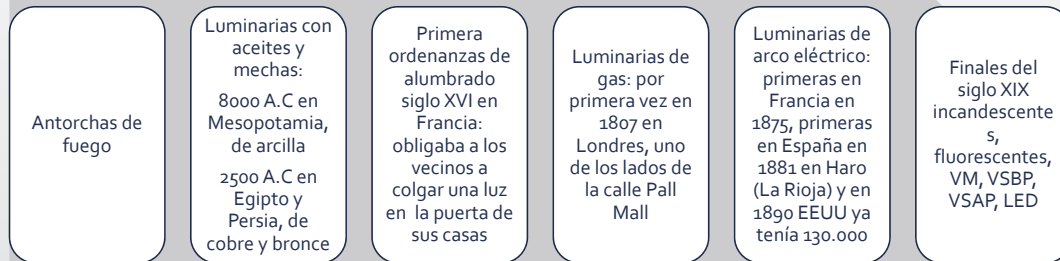 Antorchas de
fuego
Luminarias con
aceites y
mechas:
8000 A.C en
Mesopotamia,
de arcilla
2500 A.C en
Egipto y
Persia, de
cobre y bronce
Primera
ordenanzas de
alumbrado
siglo XVI en
Francia:
obligaba a los
vecinos a
colgar una luz
en la puerta de
sus casas
Luminarias de
gas: por
primera vez en
1807 en
Londres, uno
de los lados de
la calle Pall
Mall
Luminarias de
arco eléctrico:
primeras en
Francia en
1875, primeras
en España en
1881 en Haro
(La Rioja) y en
1890 EEUU ya
tenía 130.000
Finales del
siglo XIX
incandescente
s,
fluorescentes,
VM, VSBP,
VSAP, LED